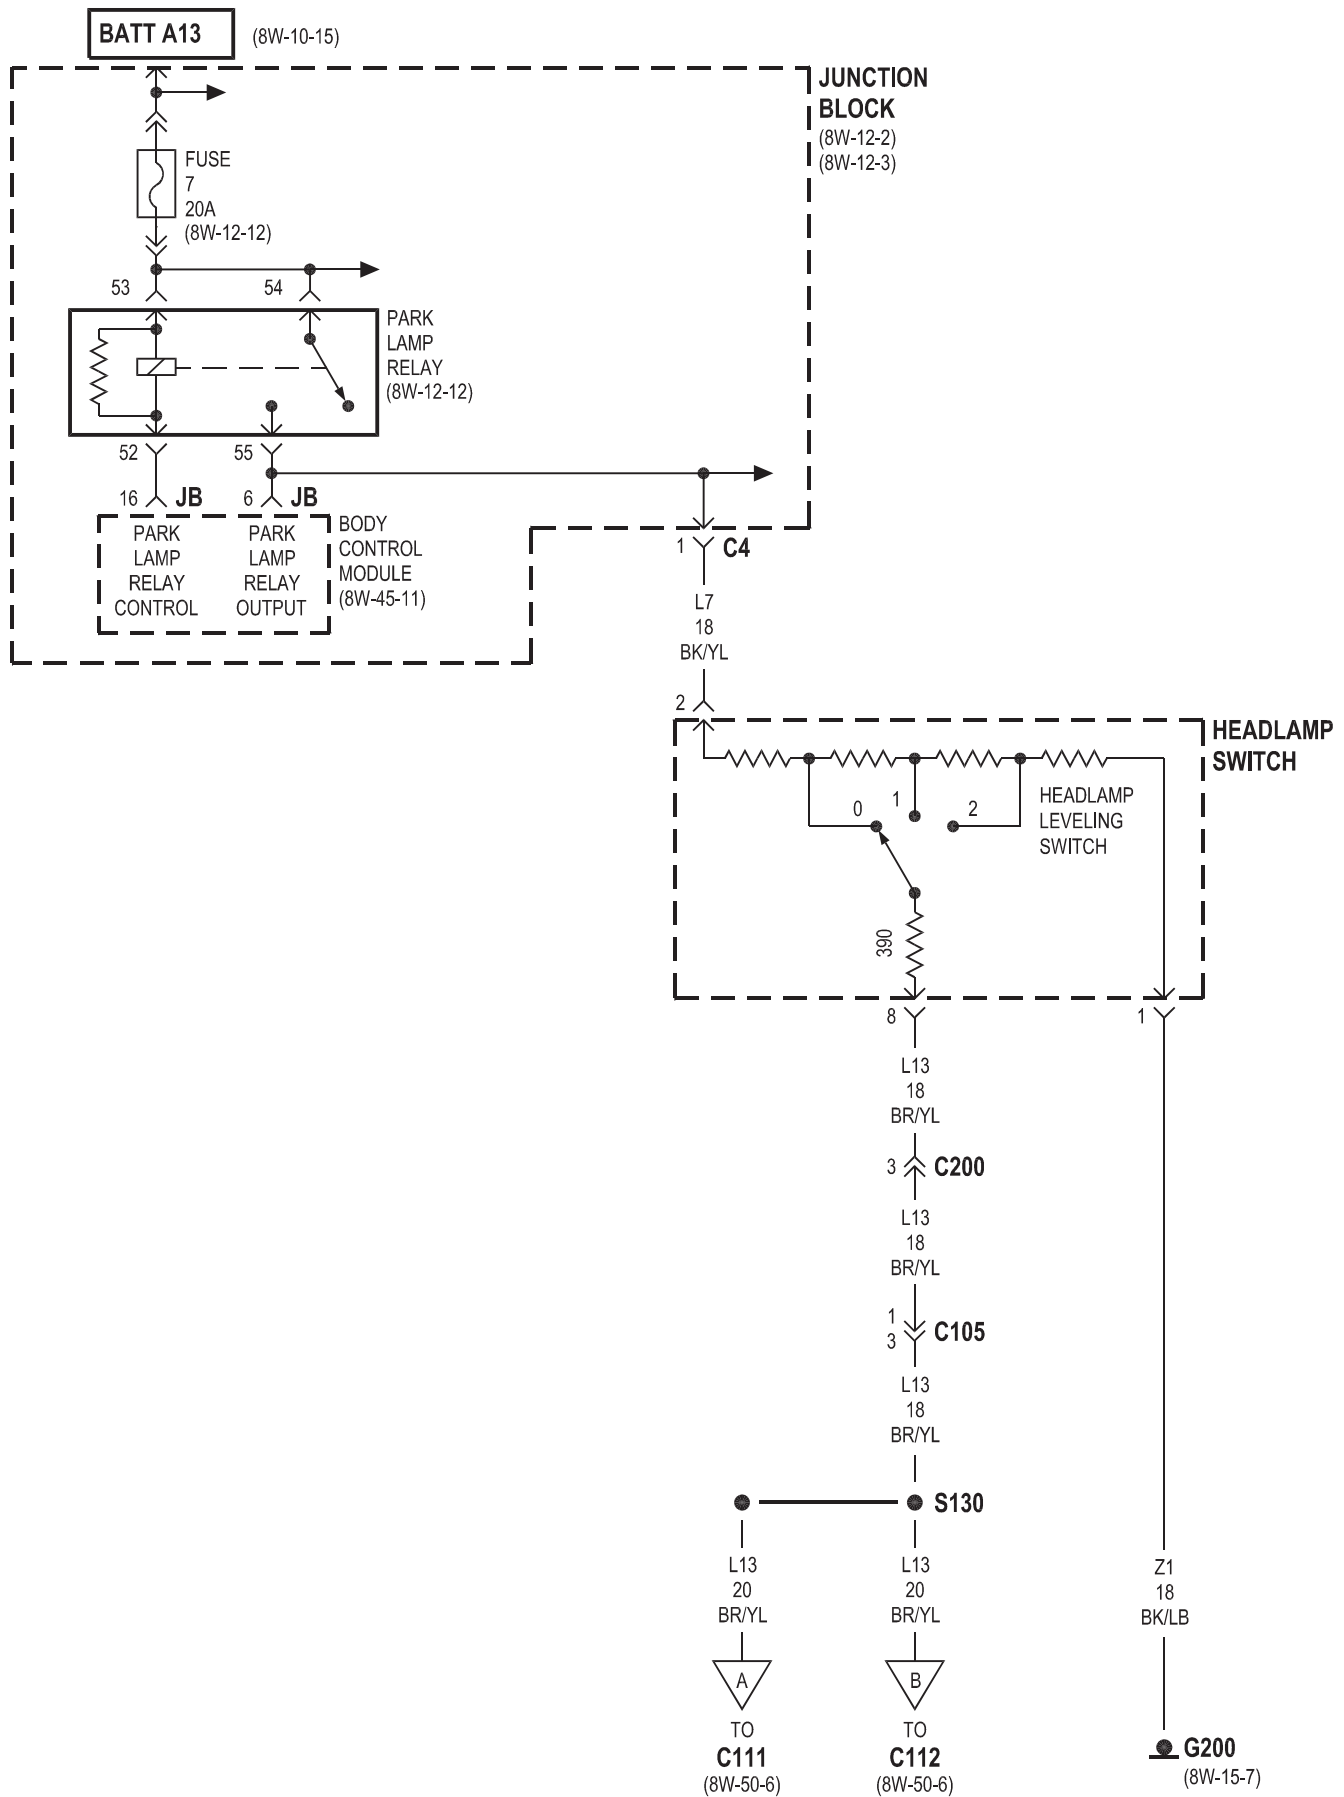 BATT A13
(8W-10-15)
JUNCTION
BLOCK
(8W-12-2)
(8W-12-3)
FUSE
7
20A
(8W-12-12)
53
54
PARK
LAMP
RELAY
(8W-12-12)
52
55
16
JB
6
JB
PARK
LAMP
RELAY
CONTROL
PARK
LAMP
RELAY
OUTPUT
BODY
CONTROL
MODULE
(8W-45-11)
1
C4
L7
18
BK/YL
2
HEADLAMP
SWITCH
0
1
2
HEADLAMP
LEVELING
SWITCH
390
8
1
L13
18
BR/YL
3
C200
L13
18
BR/YL
1
3
C105
L13
18
BR/YL
S130
L13
20
BR/YL
L13
20
BR/YL
Z1
18
BK/LB
A
B
TO
C111
(8W-50-6)
TO
C112
(8W-50-6)
G200
(8W-15-7)